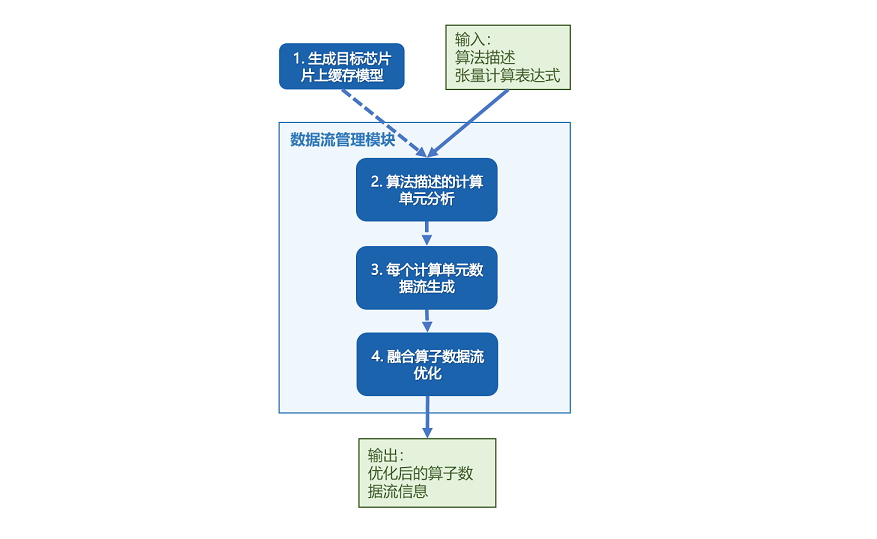 1. 生成目标芯片
片上缓存模型
输入：
算法描述
张量计算表达式
数据流管理模块
2. 算法描述的计算
单元分析
3. 每个计算单元数
据流生成
4. 融合算子数据流
优化
输出：
优化后的算子数
据流信息